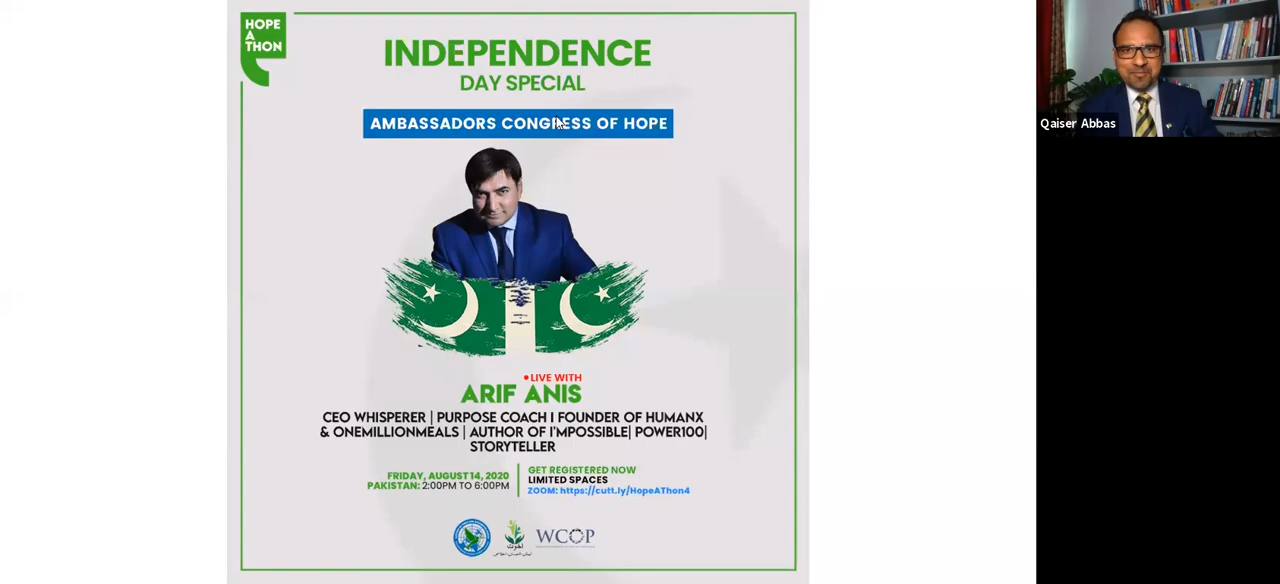 HOPE
A
THON
INDEPENDENCE
DAY SPECIAL
AMBASSADORS CONGRESS OF HOPE
• LIVE WITH
ARIF ANIS
CEO WHISPERER | PURPOSE COACH I FOUNDER OF HUMANX
& ONEMILLIONMEALS | AUTHOR OF I'MPOSSIBLE| POWER100|
STORYTELLER
FRIDAY, AUGUST 14, 2020
PAKISTAN: 2:00PM TO 6:00PM
GET REGISTERED NOW
LIMITED SPACES
ZOOM: https://cutt.ly/HopeAThon4
اخوت
WCOP
Qaiser Abbas